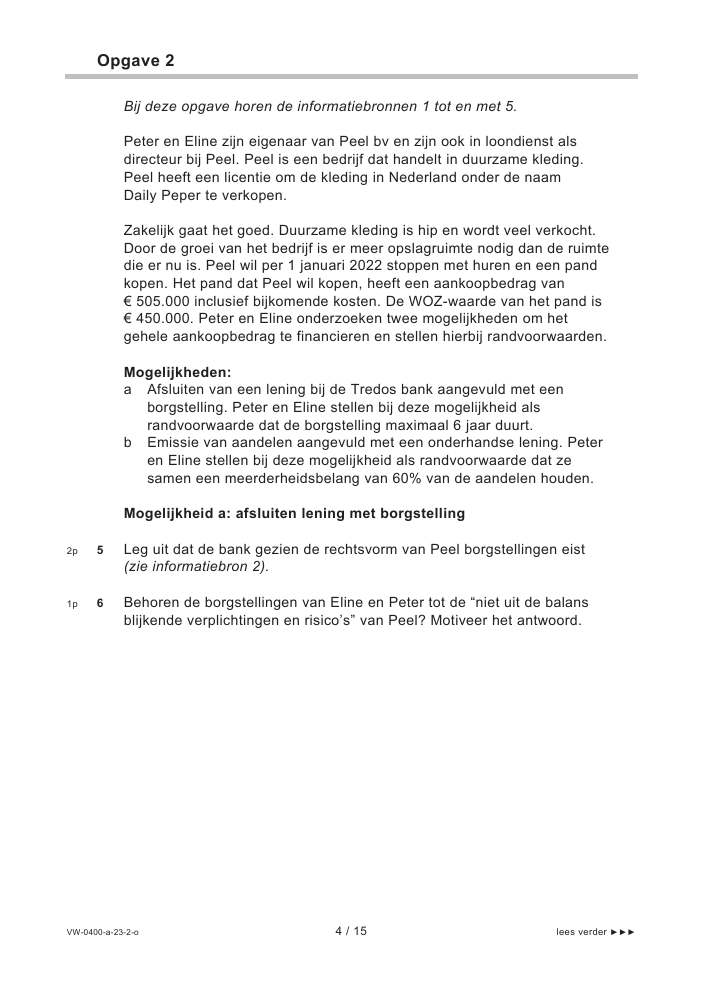 Opgave 2
Bij deze opgave horen de informatiebronnen 1 tot en met 5.
Peter en Eline zijn eigenaar van Peel bv en zijn ook in loondienst als
directeur bij Peel. Peel is een bedrijf dat handelt in duurzame kleding.
Peel heeft een licentie om de kleding in Nederland onder de naam
Daily Peper te verkopen.
Zakelijk gaat het goed. Duurzame kleding is hip en wordt veel verkocht.
Door de groei van het bedrijf is er meer opslagruimte nodig dan de ruimte
die er nu is. Peel wil per 1 januari 2022 stoppen met huren en een pand
kopen. Het pand dat Peel wil kopen, heeft een aankoopbedrag van
€ 505.000 inclusief bijkomende kosten. De WOZ-waarde van het pand is
€ 450.000. Peter en Eline onderzoeken twee mogelijkheden om het
gehele aankoopbedrag te financieren en stellen hierbij randvoorwaarden.
Mogelijkheden:
a Afsluiten van een lening bij de Tredos bank aangevuld met een
borgstelling. Peter en Eline stellen bij deze mogelijkheid als
randvoorwaarde dat de borgstelling maximaal 6 jaar duurt.
b Emissie van aandelen aangevuld met een onderhandse lening. Peter
en Eline stellen bij deze mogelijkheid als randvoorwaarde dat ze
samen een meerderheidsbelang van 60% van de aandelen houden.
Mogelijkheid a: afsluiten lening met borgstelling
2p 5 Leg uit dat de bank gezien de rechtsvorm van Peel borgstellingen eist
(zie informatiebron 2).
1p 6 Behoren de borgstellingen van Eline en Peter tot de “niet uit de balans
blijkende verplichtingen en risico’s” van Peel? Motiveer het antwoord.
VW-0400-a-23-2-o 4 / 15 lees verder ►►►